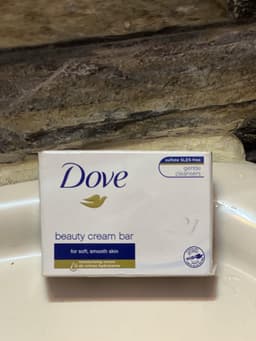 sulfate SLES free
gentle
cleansers
Dove
beauty cream bar
for soft, smooth skin